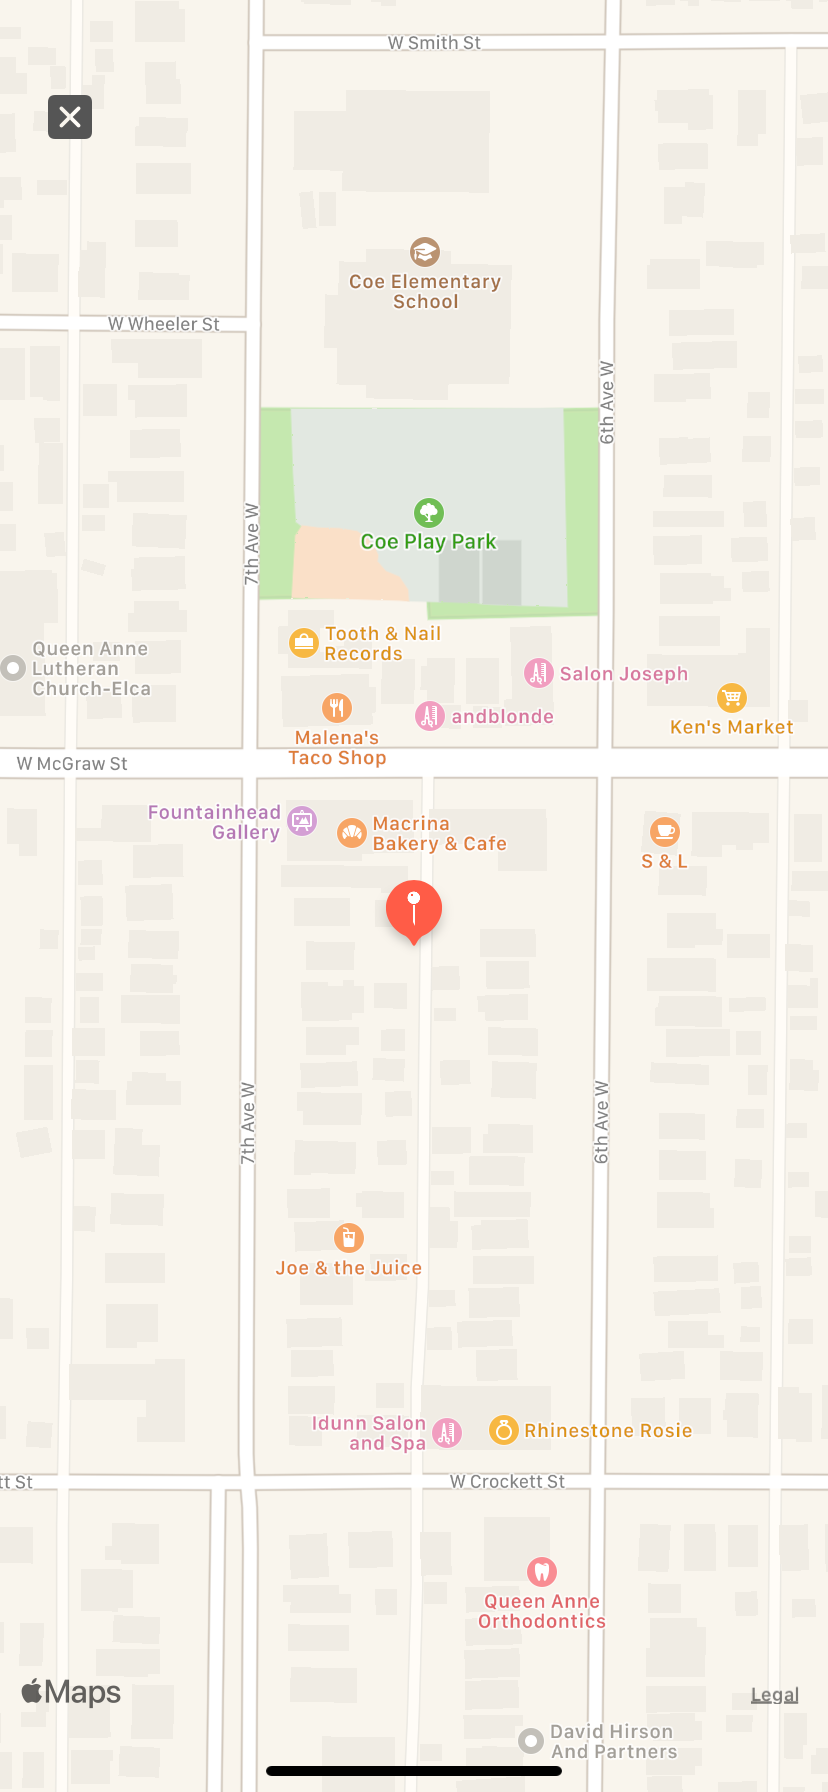 W Smith St
Coe Elementary
School
W Wheeler St
6th Ave W
7th Ave W
Coe Play Park
Tooth & Nail
Records
Queen Anne
Lutheran
Church-Elca
Salon Joseph
Malena's
Taco Shop
andblonde
Ken's Market
W McGraw St
Fountainhead
Gallery
Macrina
Bakery & Cafe
S & L
7th Ave W
6th Ave W
Joe & the Juice
Idunn Salon
and Spa
Rhinestone Rosie
tt St
W Crockett St
Queen Anne
Orthodontics
Maps
Legal
David Hirson
And Partners